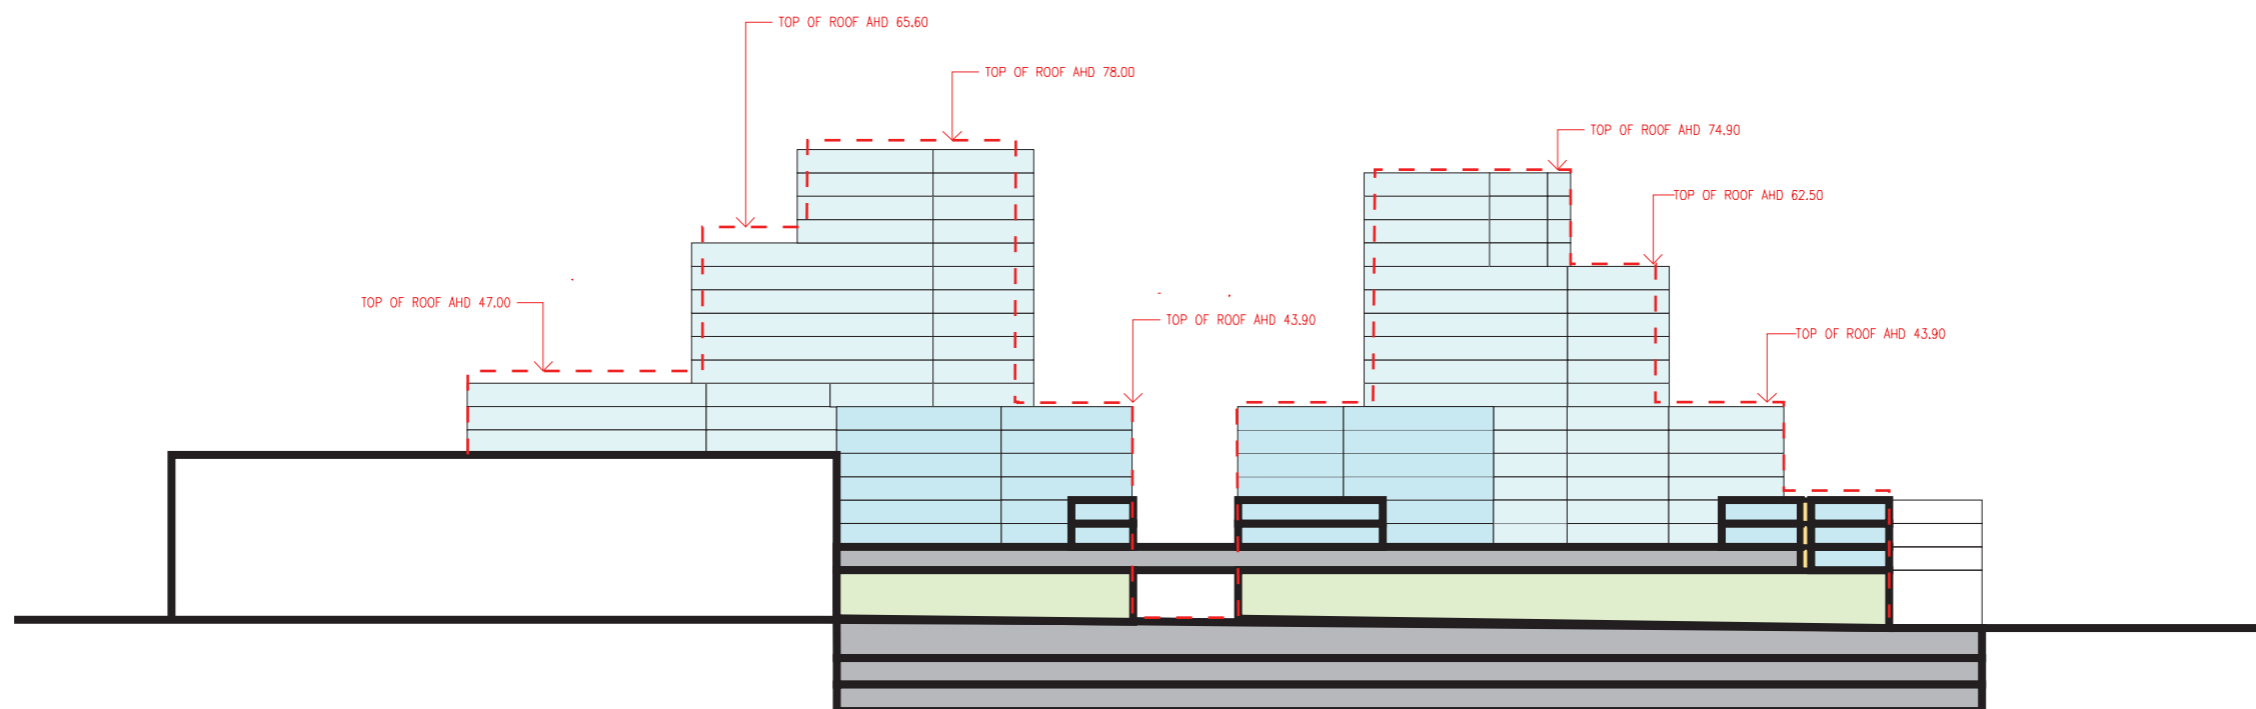 TOP OF ROOF AHD 65.60
TOP OF ROOF AHD 78.00
TOP OF ROOF AHD 74.90
TOP OF ROOF AHD 62.50
TOP OF ROOF AHD 47.00
TOP OF ROOF AHD 43.90
TOP OF ROOF AHD 43.90